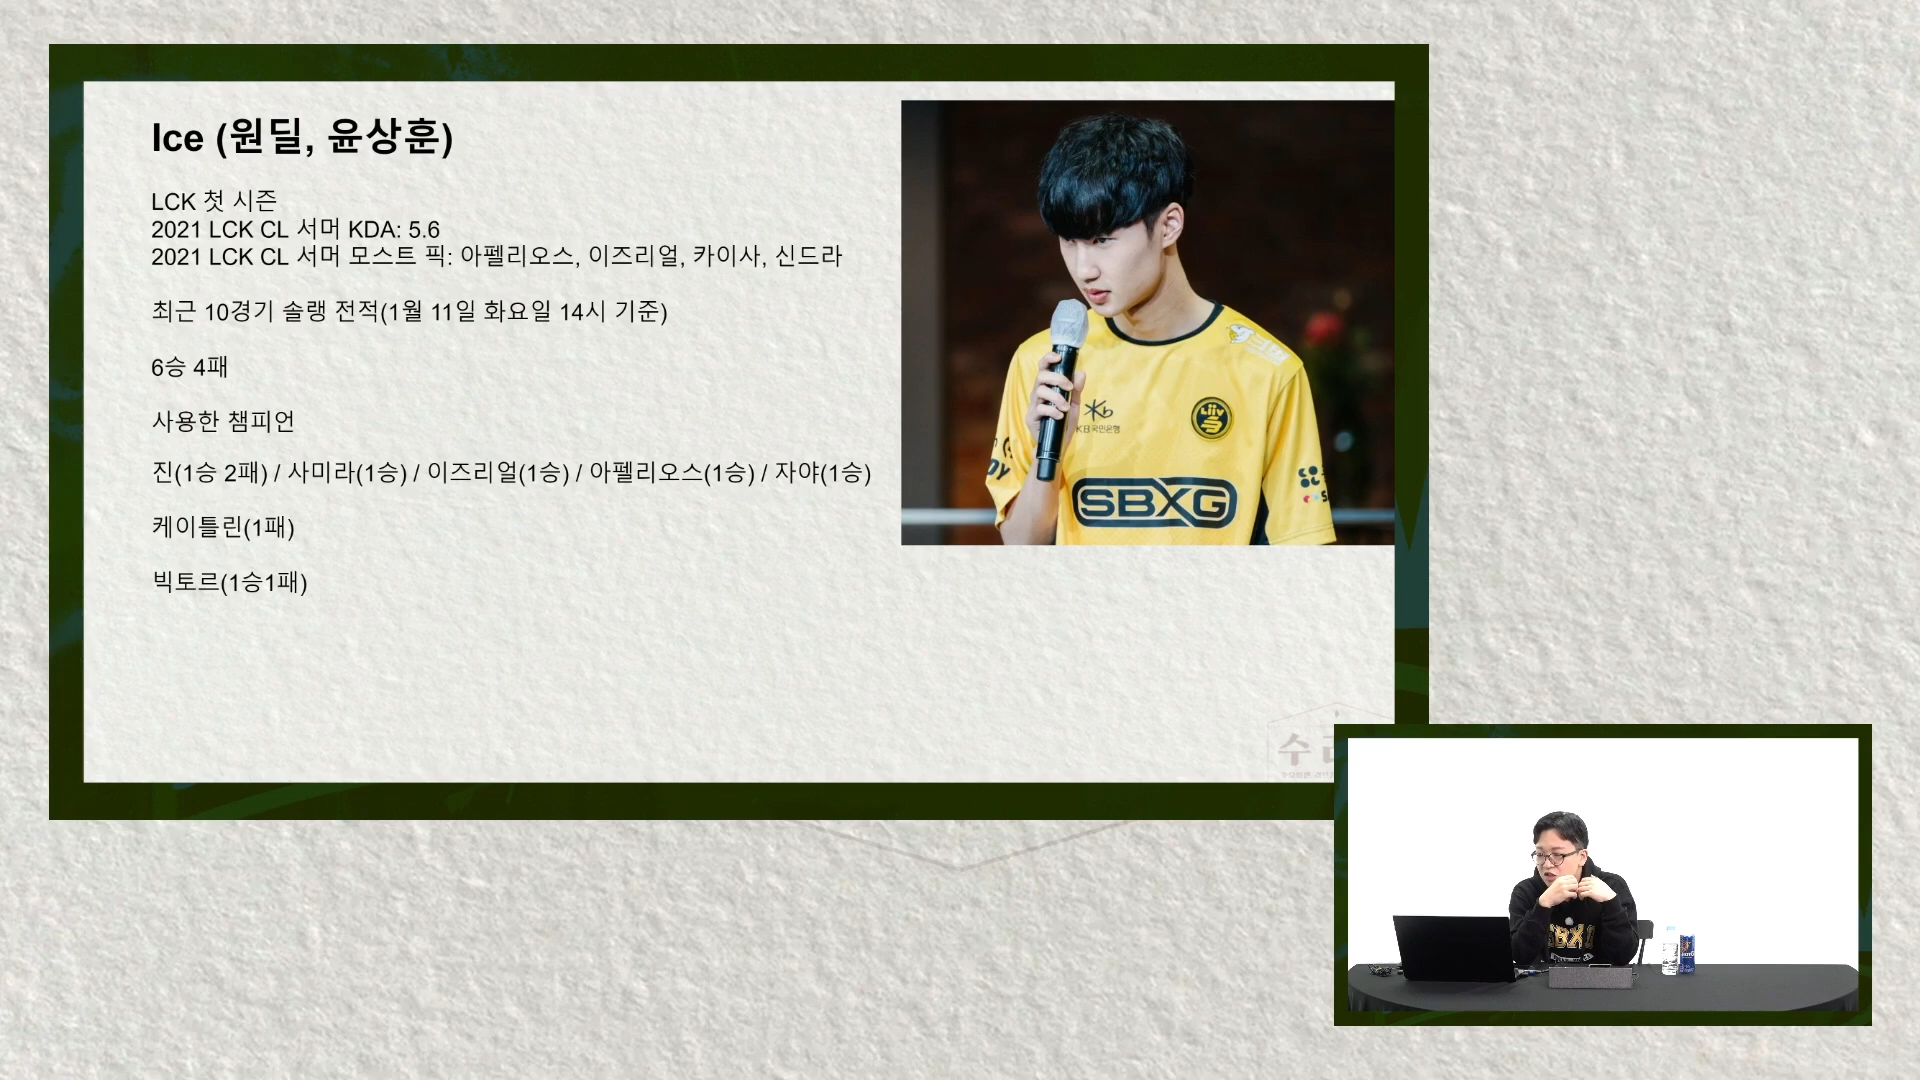 Ice (원딜, 윤상훈)
LCK 첫 시즌
2021 LCK CL 서머 KDA: 5.6
2021 LCK CL 서머 모스트 픽: 아펠리오스, 이즈리얼, 카이사, 신드라
최근 10경기 솔랭 전적(1월 11일 화요일 14시 기준)
6승 4패
사용한 챔피언
진(1승 2패) / 사미라(1승) / 이즈리얼(1승) / 아펠리오스(1승) / 자야(1승)
케이틀린(1패)
빅토르(1승1패)
Kb
KB국민은행
Liiv
SBXG
수
SBXG